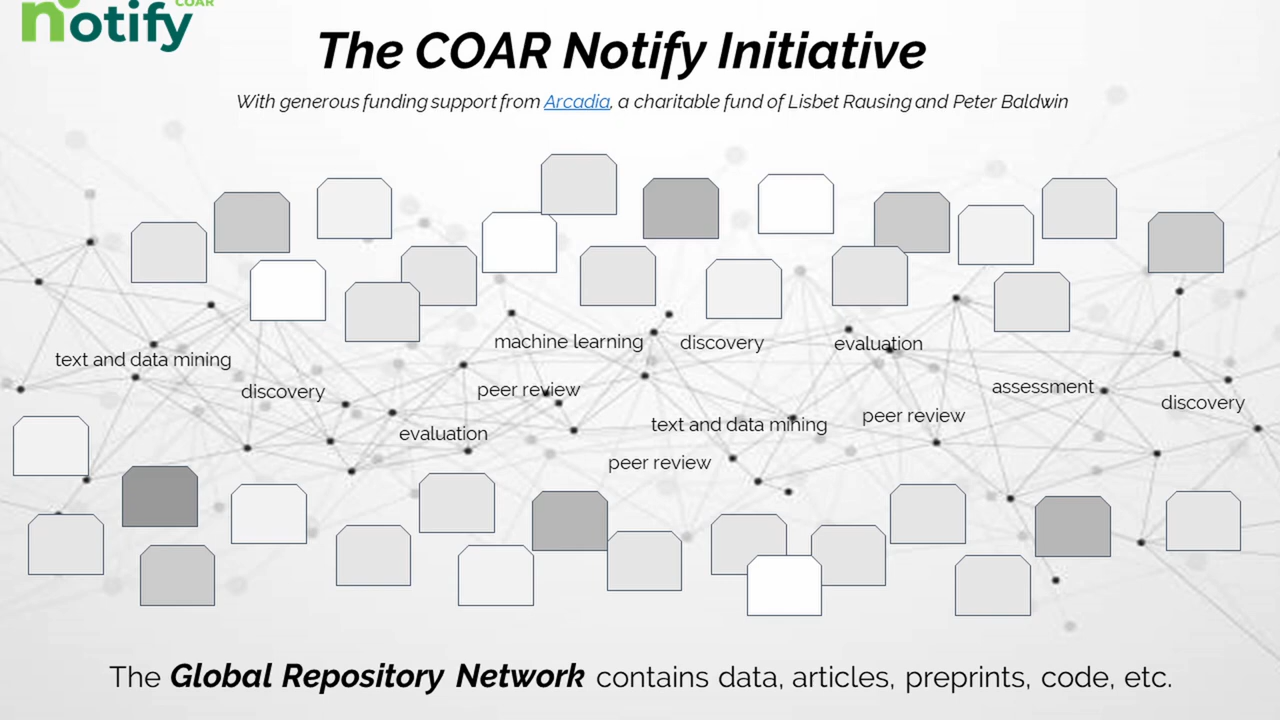 COAR
notify
The COAR Notify Initiative
With generous funding support from Arcadia, a charitable fund of Lisbet Rausing and Peter Baldwin
machine learning
discovery
evaluation
text and data mining
discovery
peer review
assessment
discovery
evaluation
text and data mining
peer review
peer review
The Global Repository Network contains data, articles, preprints, code, etc.